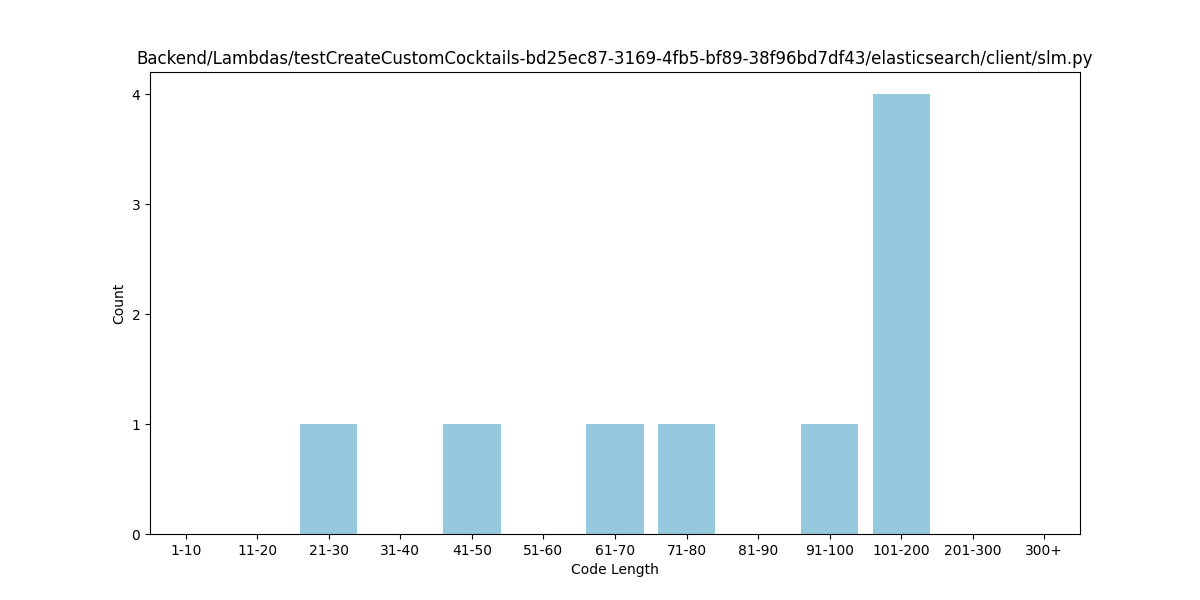 Backend/Lambdas/testCreateCustomCocktails-bd25ec87-3169-4fb5-bf89-38f96bd7df43/elasticsearch/client/slm.py
4
3
2
1
0
Count
1-10 11-20 21-30 31-40 41-50 51-60 61-70 71-80 81-90 91-100 101-200 201-300 300+
Code Length